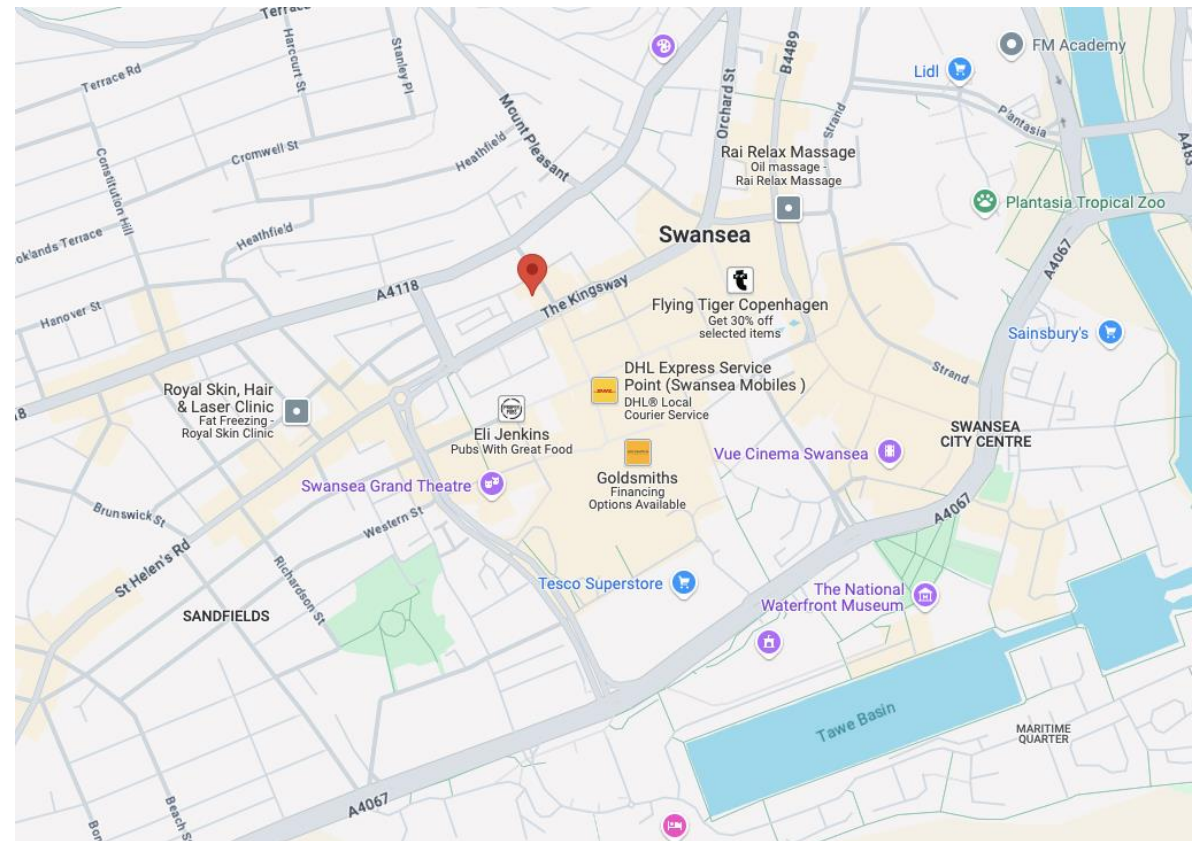 Terrace
Terrace Rd
Harcourt St
Stanley Pl
Mount Pleasant
Orchard St
B4489
FM Academy
Lidl
Strand
Plantasia
A483
Constitution Hill
Cromwell St
Heathfield
Rai Relax Massage
Oil massage -
Rai Relax Massage
Plantasia Tropical Zoo
ok'ands Terrace
Heathfield
Swansea
A4118
The Kingsway
A4067
Hanover St
Flying Tiger Copenhagen
Get 30% off
selected items
Sainsbury's
Strand
DHL Express Service
Point (Swansea Mobiles )
DHL® Local
Courier Service
Royal Skin, Hair
& Laser Clinic
Fat Freezing -
Royal Skin Clinic
18
Eli Jenkins
Pubs With Great Food
SWANSEA
CITY CENTRE
Vue Cinema Swansea
Goldsmiths
Financing
Options Available
Swansea Grand Theatre
A4067
Brunswick St
Western St
St Helen's Rd
Richardson St
Tesco Superstore
The National
Waterfront Museum
SANDFIELDS
Tawe Basin
MARITIME
QUARTER
A4067
Beach S